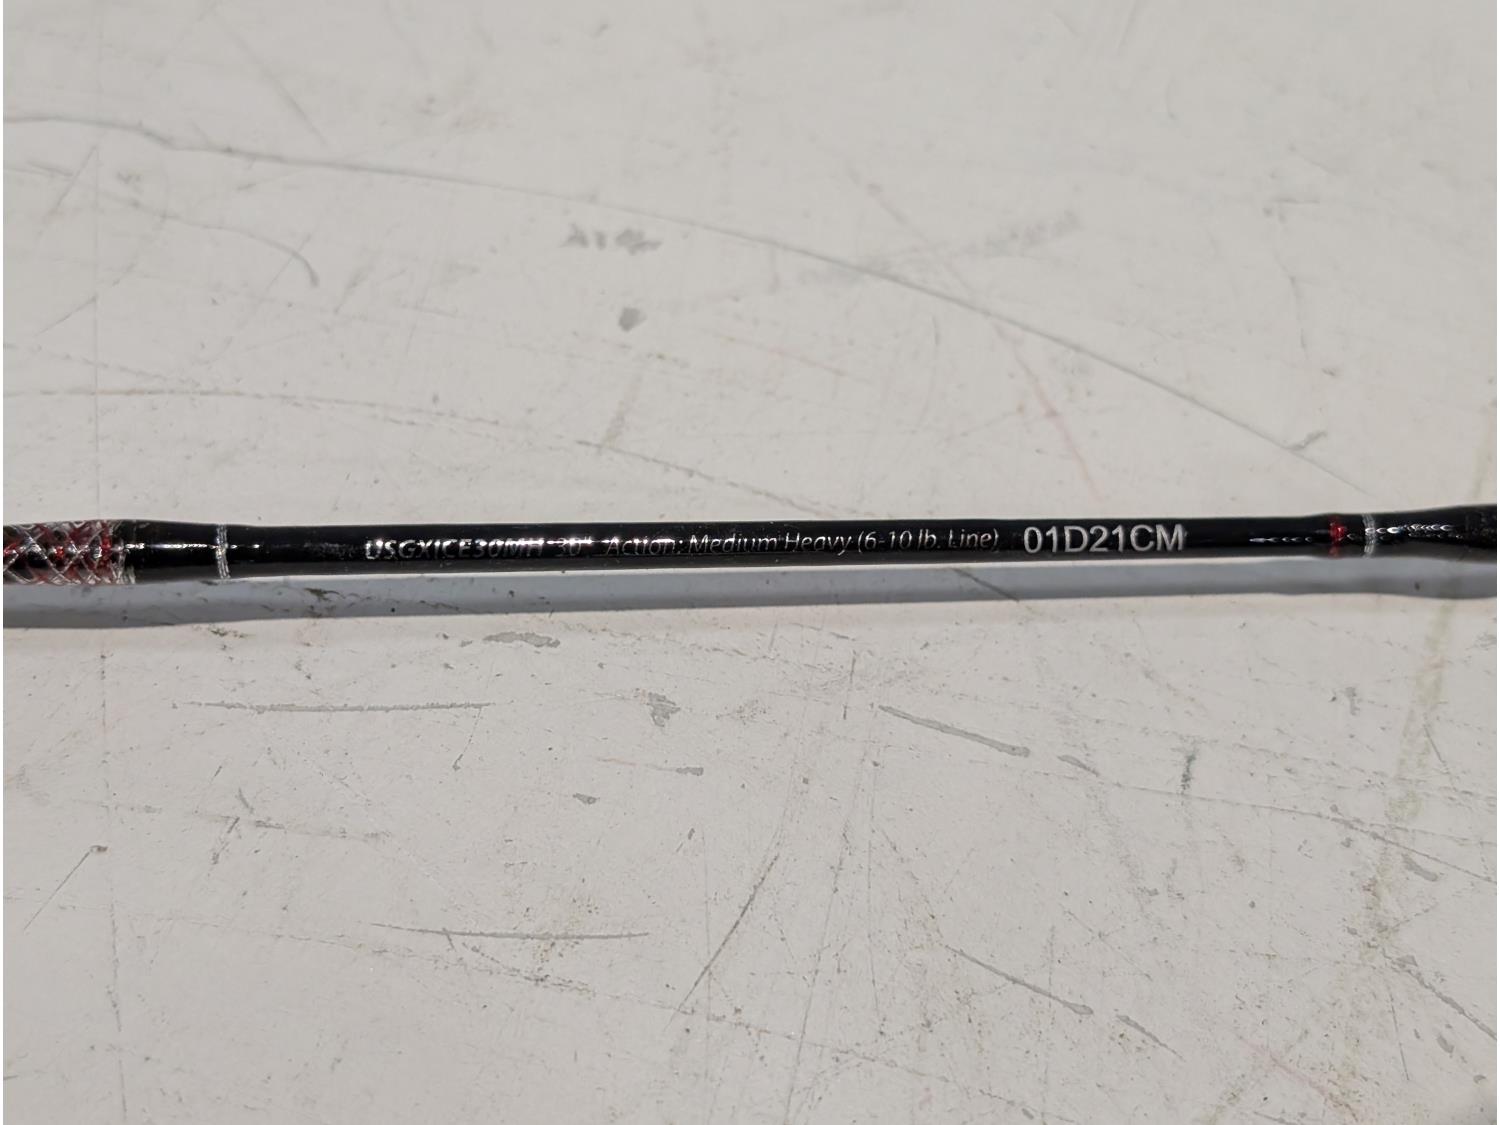 USGXICE30MH 30" Action: Medium Heavy (6-10 lb. Line) 01D21CM